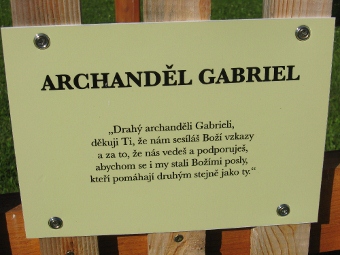 ARCHANDĚL GABRIEL
„Drahý archanděli Gabrieli,
děkuji Ti, že nám sesíláš Boží vzkazy
a za to, že nás vedeš a podporuješ,
abychom se i my stali Božími posly,
kteří pomáhají druhým stejně jako ty.“